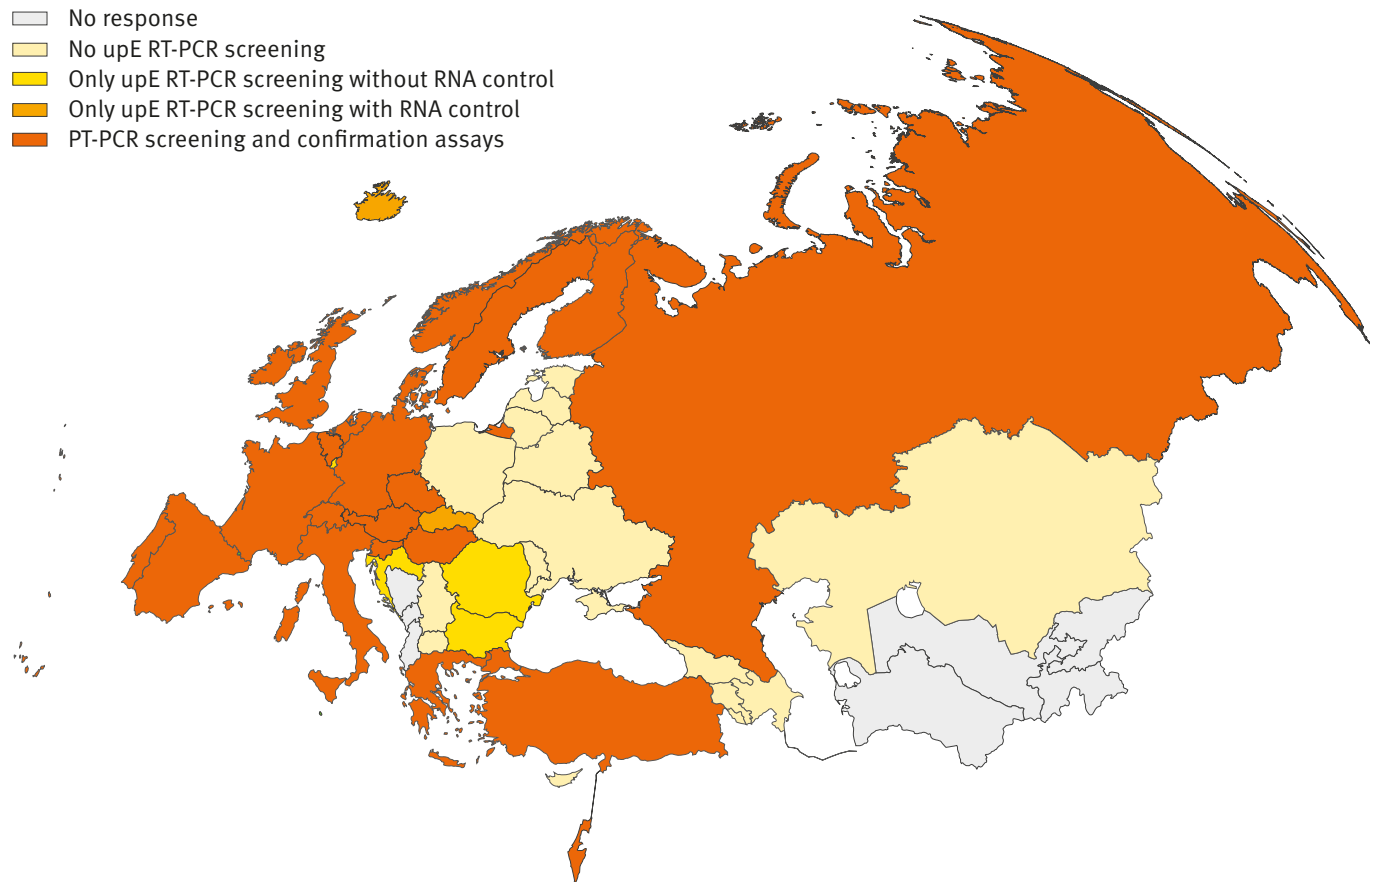 No response
No upE RT-PCR screening
Only upE RT-PCR screening without RNA control
Only upE RT-PCR screening with RNA control
PT-PCR screening and confirmation assays